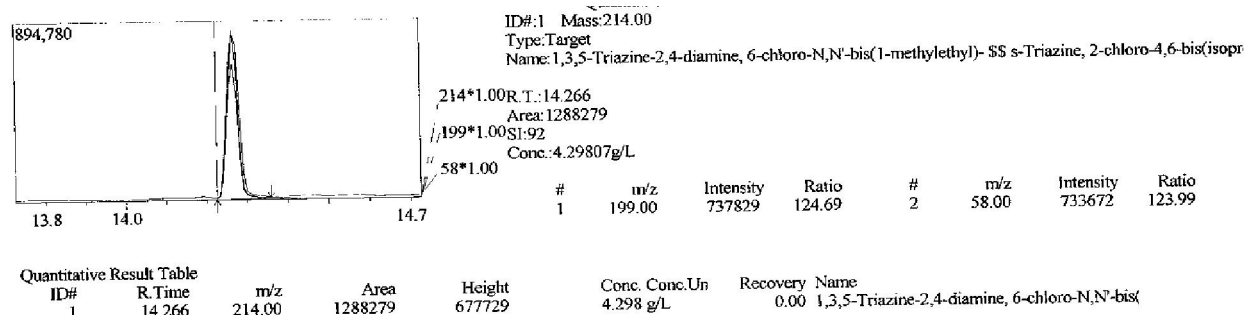 894,780
ID#:1 Mass:214.00
Type:Target
Name:1,3,5-Triazine-2,4-diamine, 6-chloro-N,N'-bis(1-methylethyl)- $$ s-Triazine, 2-chloro-4,6-bis(isopr
214*1.00
R.T.:14.266
Area:1288279
199*1.00
SI:92
Conc.:4.29807g/L
58*1.00
# m/z Intensity Ratio # m/z Intensity Ratio
1 199.00 737829 124.69 2 58.00 733672 123.99
13.8 14.0 14.7
Quantitative Result Table
ID# R.Time m/z Area Height Conc. Conc.Un Recovery Name
1 14.266 214.00 1288279 677729 4.298 g/L 0.00 1,3,5-Triazine-2,4-diamine, 6-chloro-N,N'-bis(